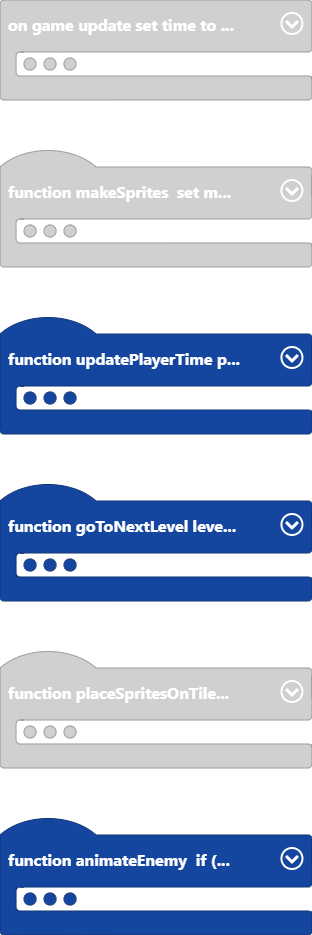 on game update set time to ...
function makeSprites set m...
function updatePlayerTime p...
function goToNextLevel leve...
function placeSpritesOnTile...
function animateEnemy if (...